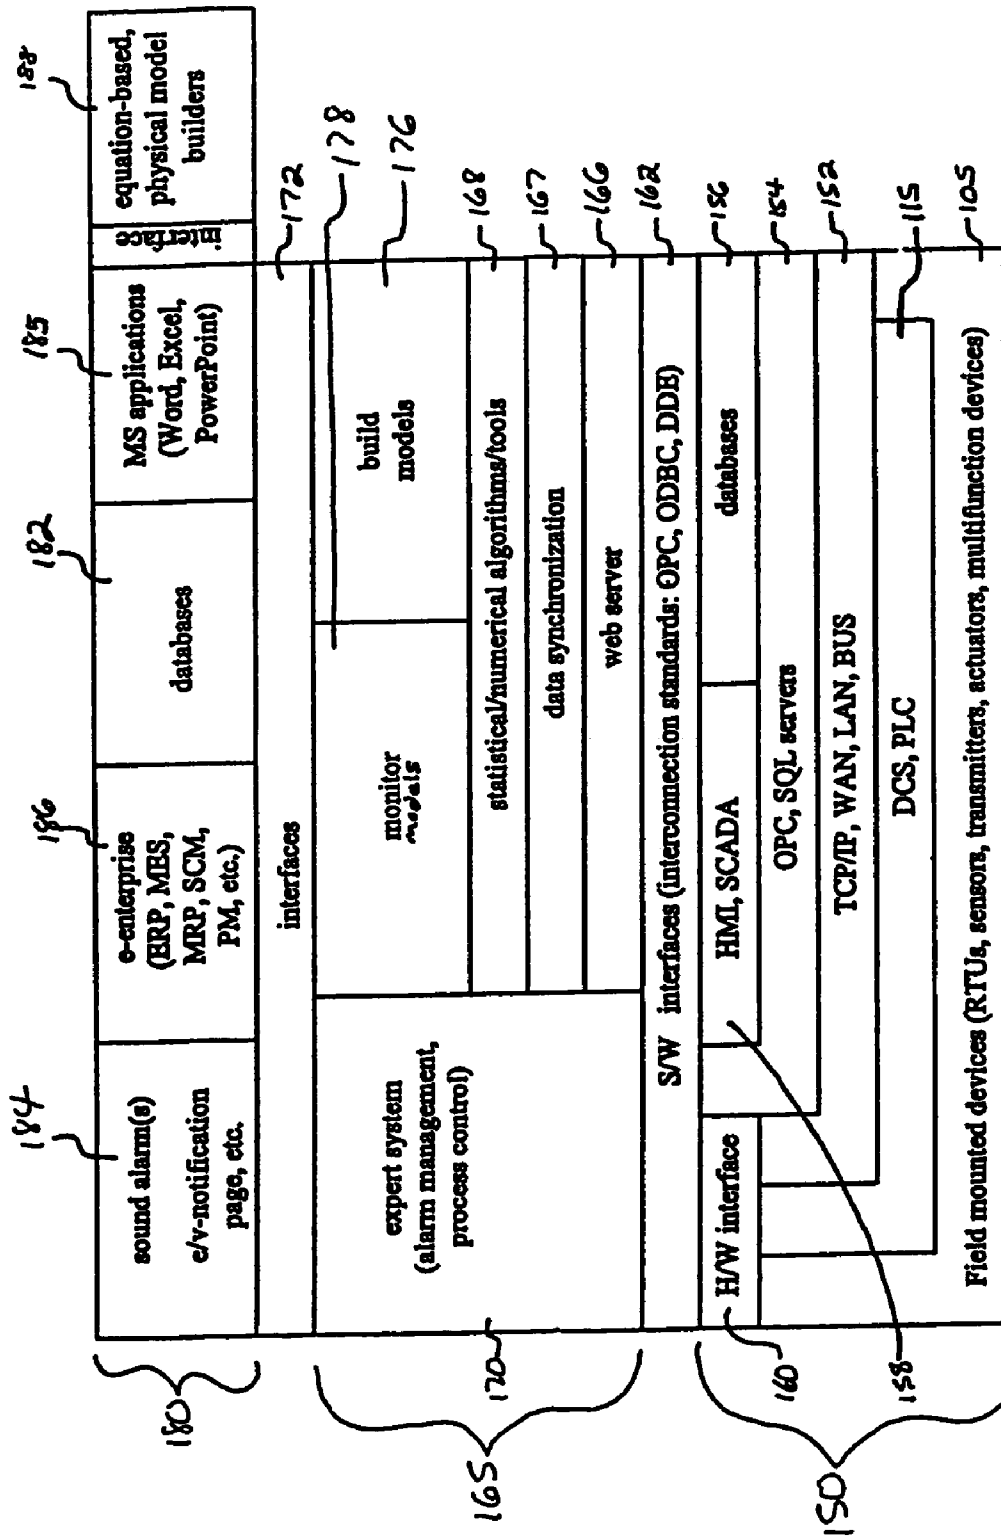 184
186
182
185
188
sound alarm(s)
e/v-notification
page, etc.
e-enterprise
(ERP, MES,
MRP, SCM,
PM, etc.)
databases
MS applications
(Word, Excel,
PowerPoint)
interface
equation-based,
physical model
builders
180
interfaces
172
178
expert system
(alarm management,
process control)
monitor
models
build
models
176
statistical/numerical algorithms/tools
168
data synchronization
167
web server
166
170
165
S/W interfaces (interconnection standards: OPC, ODBC, DDE)
162
H/W interface
HMI, SCADA
databases
156
OPC, SQL servers
154
TCP/IP, WAN, LAN, BUS
152
DCS, PLC
115
Field mounted devices (RTUs, sensors, transmitters, actuators, multifunction devices)
105
160
158
150